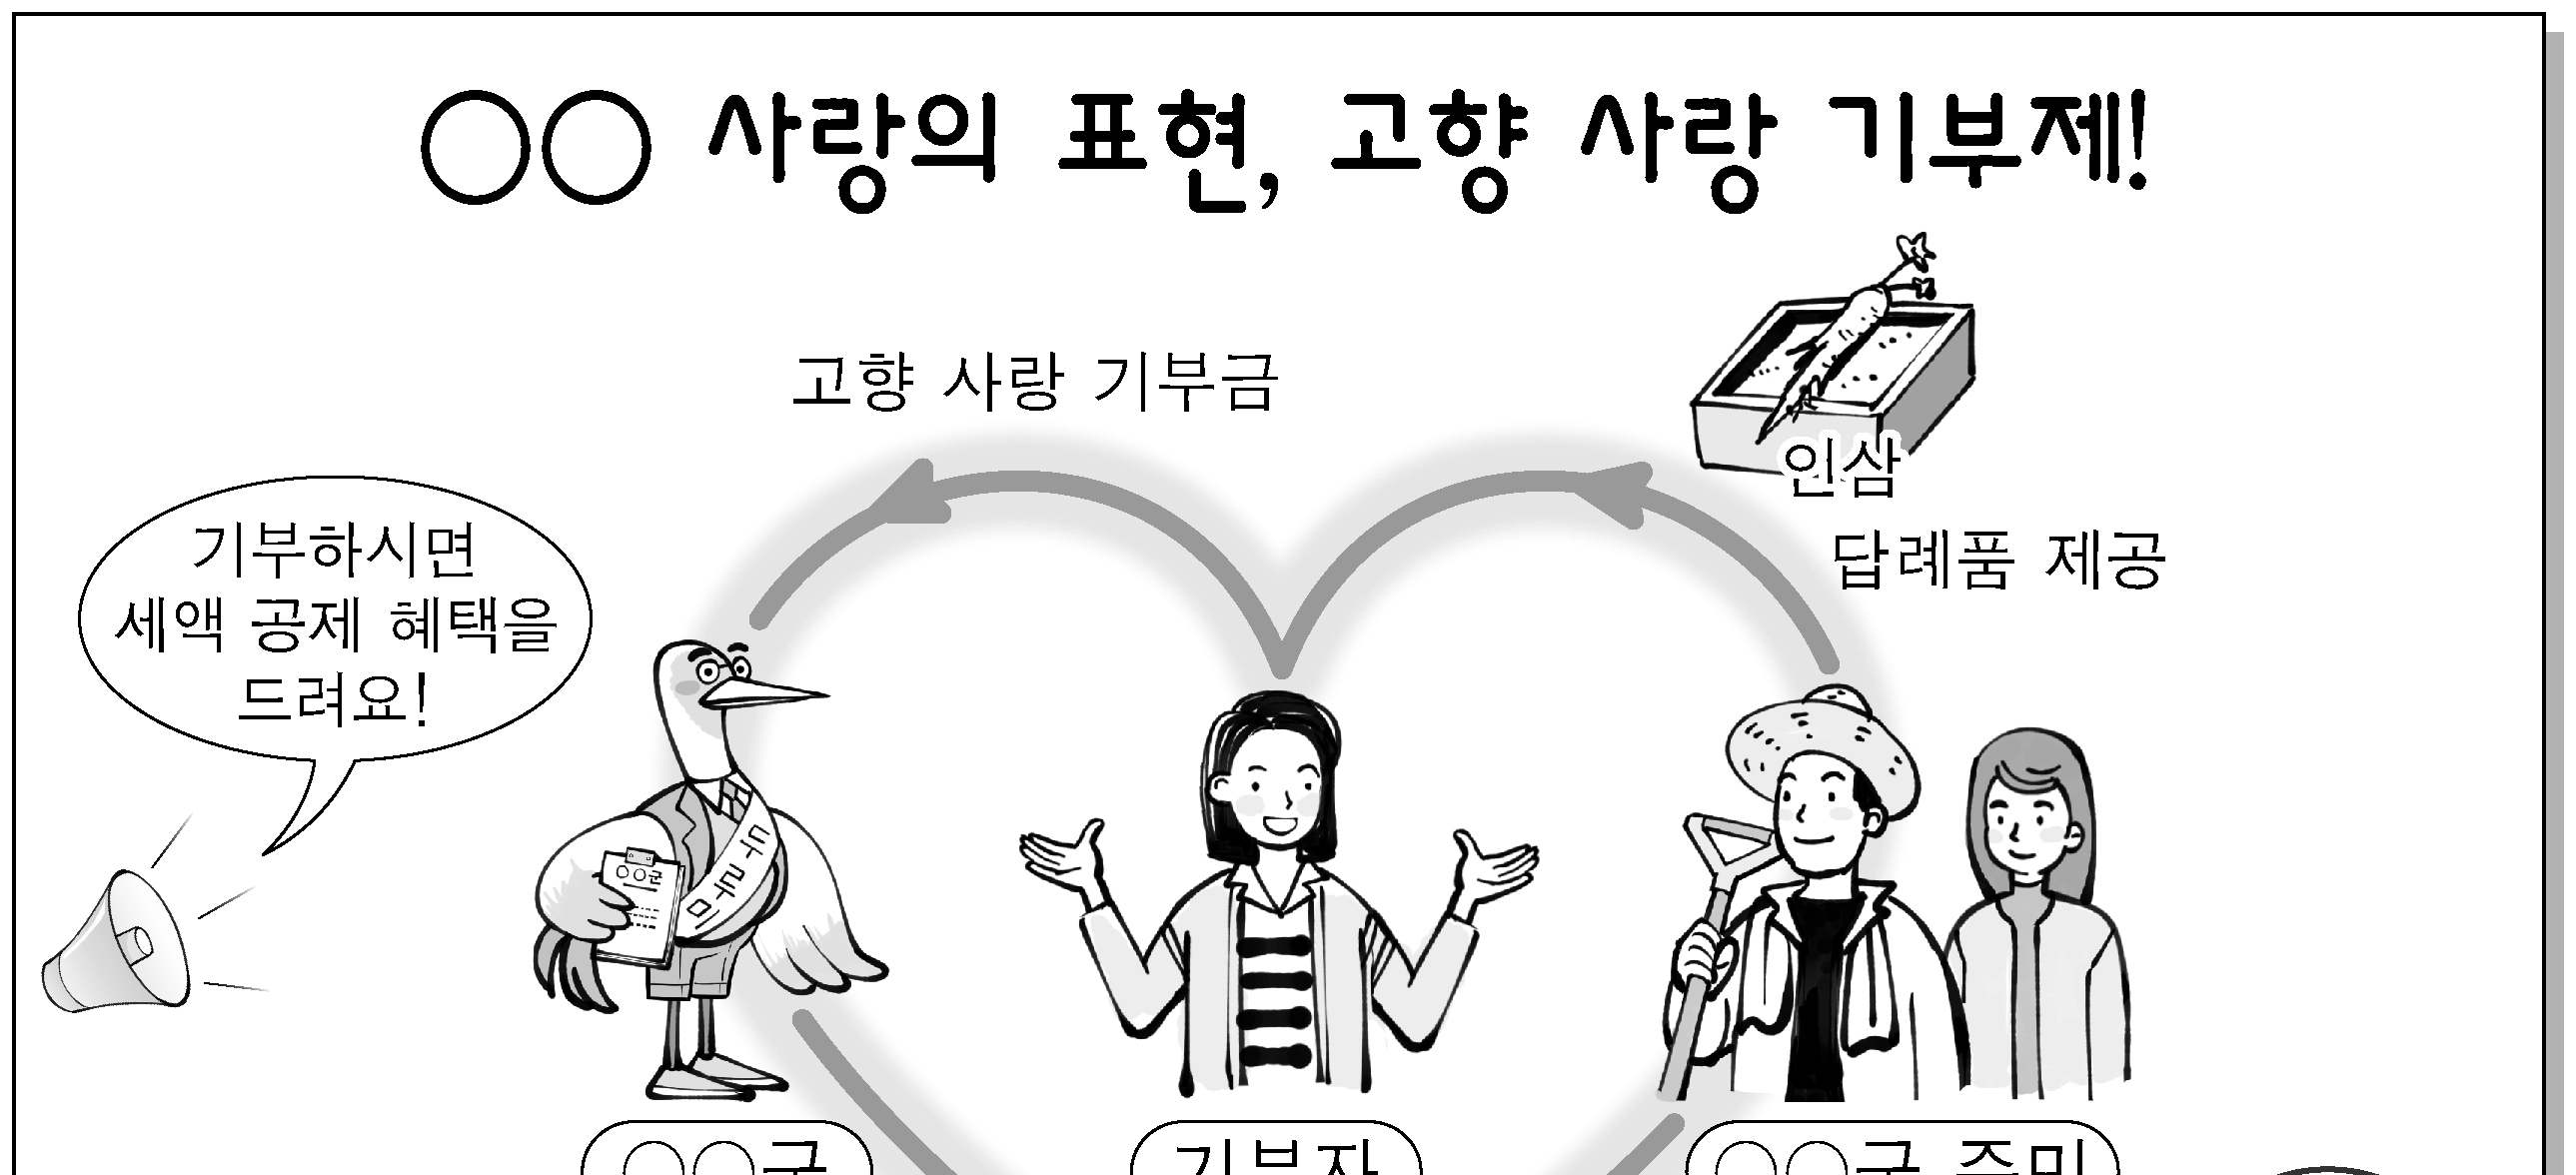 ○○ 사랑의 표현, 고향 사랑 기부제!
고향 사랑 기부금
인삼
답례품 제공
기부하시면
세액 공제 혜택을
드려요!
두루미
○○군
○○군
기부자
○○군 주민